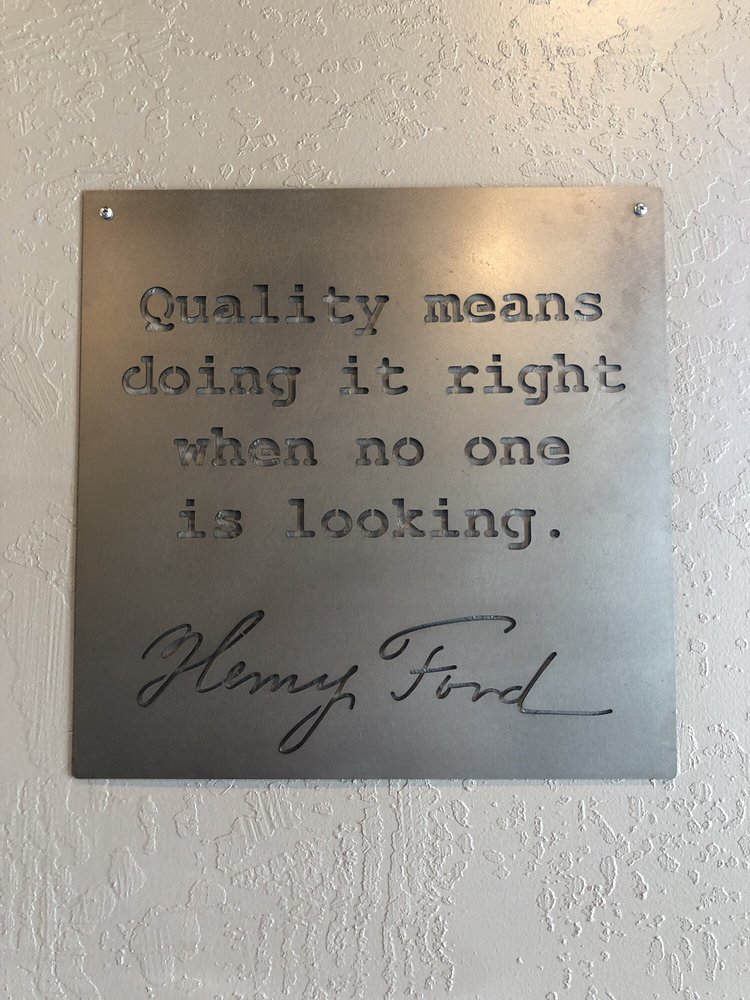 Quality means
doing it right
when no one
is looking.
Henry Ford